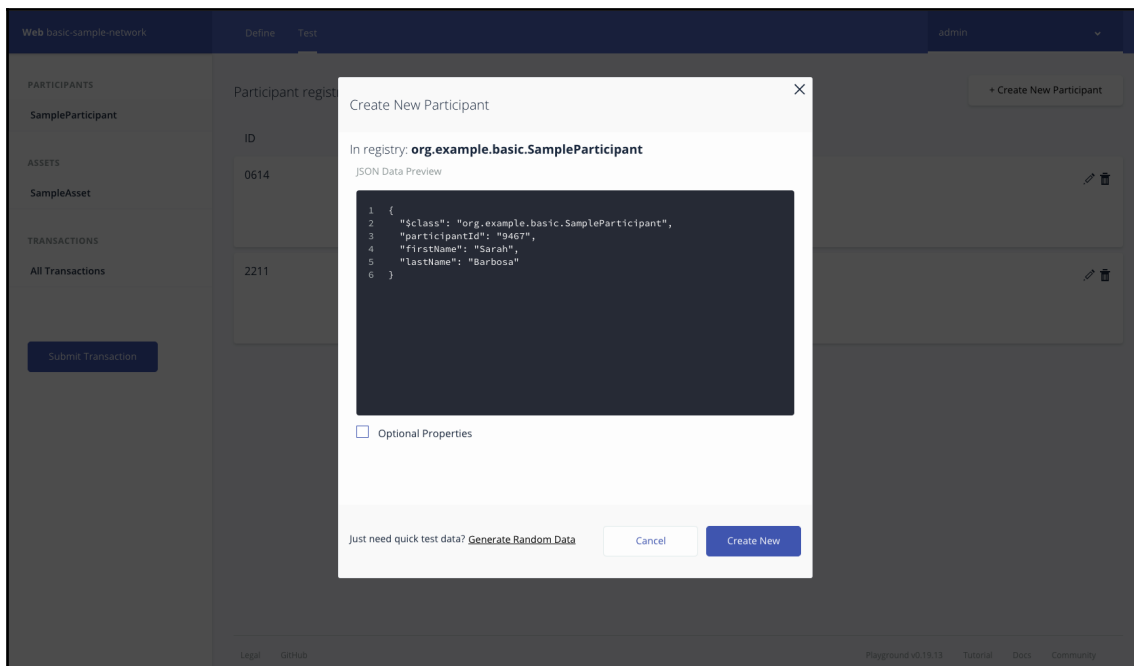 Web basic-sample-network
Define
Test
admin
PARTICIPANTS
SampleParticipant
ASSETS
SampleAsset
TRANSACTIONS
All Transactions
Submit Transaction
Participant regist
+ Create New Participant
ID
0614
2211
Create New Participant
In registry: org.example.basic.SampleParticipant
JSON Data Preview
1 {
2 "$class": "org.example.basic.SampleParticipant",
3 "participantId": "9467",
4 "firstName": "Sarah",
5 "lastName": "Barbosa"
6 }
Optional Properties
Just need quick test data? Generate Random Data
Cancel
Create New
Legal
GitHub
Playground v0.19.13
Tutorial
Docs
Community